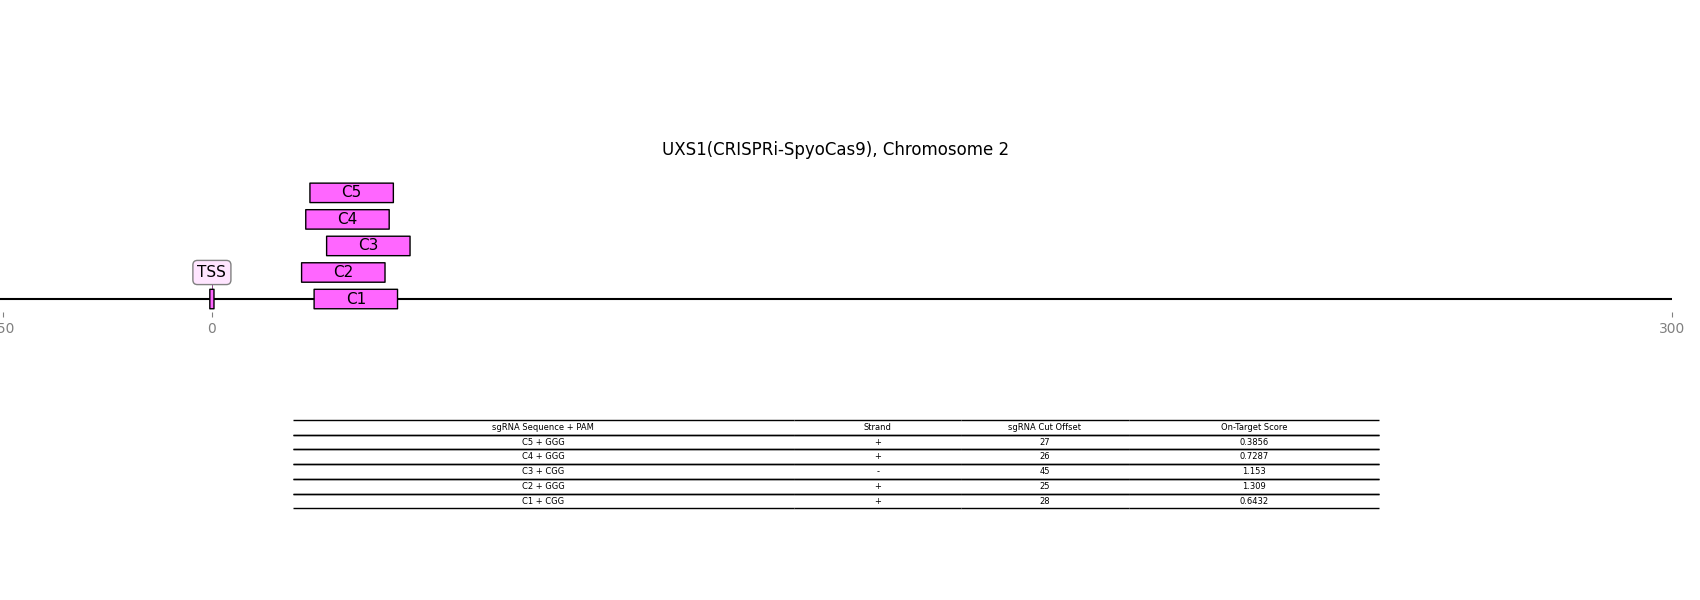 UXS1(CRISPRi-SpyoCas9), Chromosome 2
C5
C4
C3
TSS C2
C1
0 300
sgRNA Sequence + PAM Strand sgRNA Cut Offset On-Target Score
C5 + GGG + 27 0.3856
C4 + GGG + 26 0.7287
C3 + CGG - 45 1.153
C2 + GGG + 25 1.309
C1 + CGG + 28 0.6432